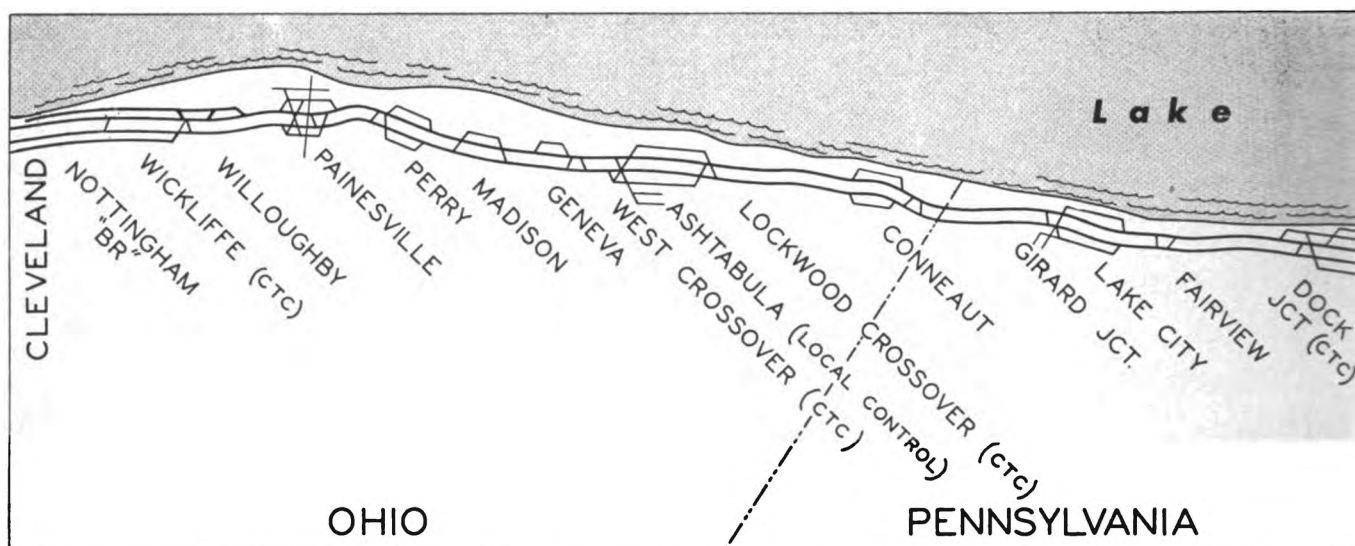 Lake
CLEVELAND
NOTTINGHAM
"BR"
WICKLIFFE (CTC)
WILLOUGHBY
PAINESVILLE
PERRY
MADISON
GENEVA
WEST CROSSOVER (CTC)
ASHTABULA (LOCAL CONTROL)
LOCKWOOD CROSSOVER (CTC)
CONNEAUT
GIRARD JCT.
LAKE CITY
FAIRVIEW
DOCK
JCT (CTC)
OHIO
PENNSYLVANIA